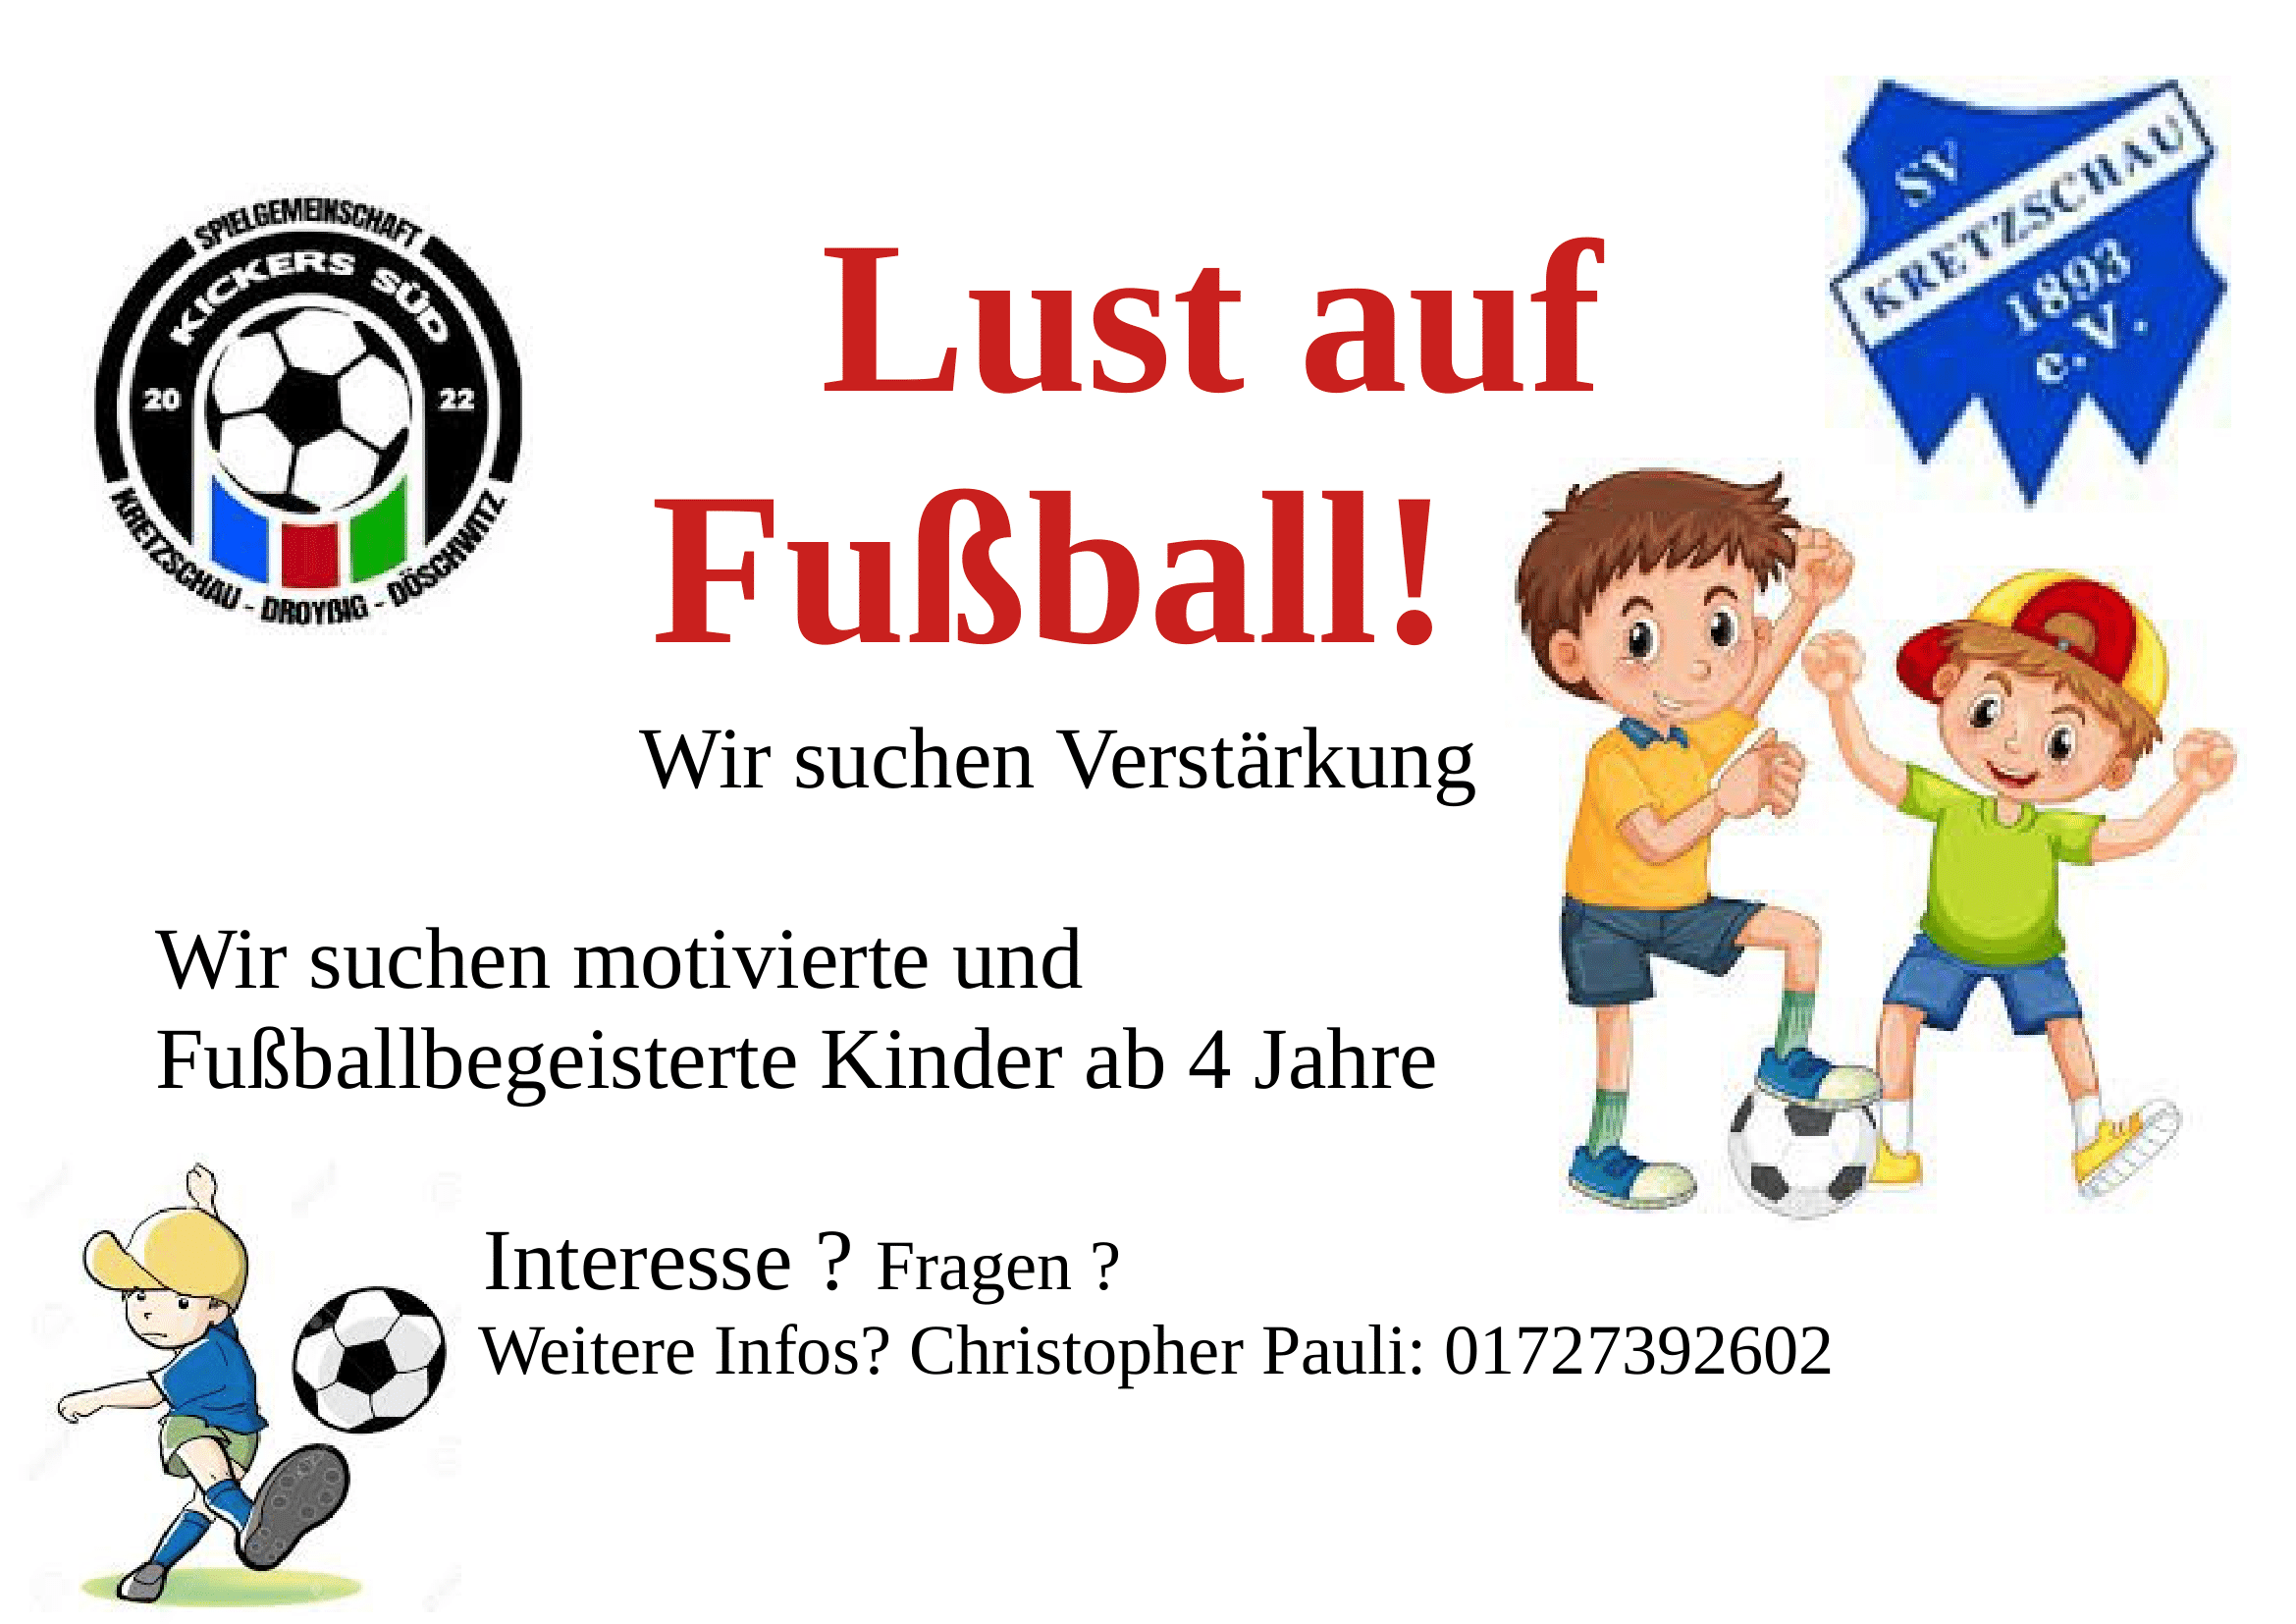 SV
KRETZSCHAU
1893
e.V.
SPIELGEMEINSCHAFT
KICKERS SÜD
20 22
KRETZSCHAU - DROYßIG - DÖSCHWITZ
Lust auf
Fußball!
Wir suchen Verstärkung
Wir suchen motivierte und
Fußballbegeisterte Kinder ab 4 Jahre
Interesse ? Fragen ?
Weitere Infos? Christopher Pauli: 01727392602